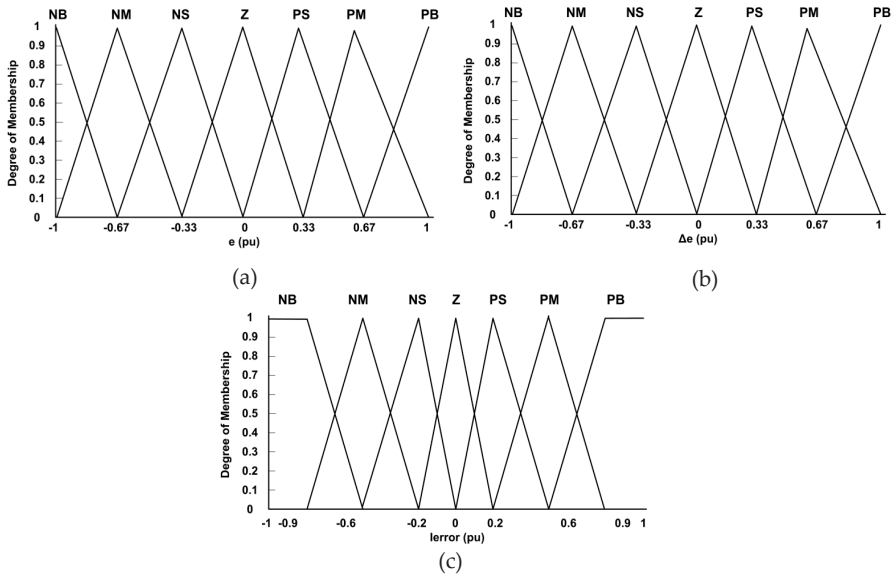 NB NM NS Z PS PM PB
1
0.9
0.8
0.7
0.6
0.5
0.4
0.3
0.2
0.1
0
Degree of Membership
-1 -0.67 -0.33 0 0.33 0.67 1
e (pu)
(a)
NB NM NS Z PS PM PB
1
0.9
0.8
0.7
0.6
0.5
0.4
0.3
0.2
0.1
0
Degree of Membership
-1 -0.67 -0.33 0 0.33 0.67 1
Δe (pu)
(b)
NB NM NS Z PS PM PB
1
0.9
0.8
0.7
0.6
0.5
0.4
0.3
0.2
0.1
0
Degree of Membership
-1 -0.9 -0.6 -0.2 0 0.2 0.6 0.9 1
Ierror (pu)
(c)